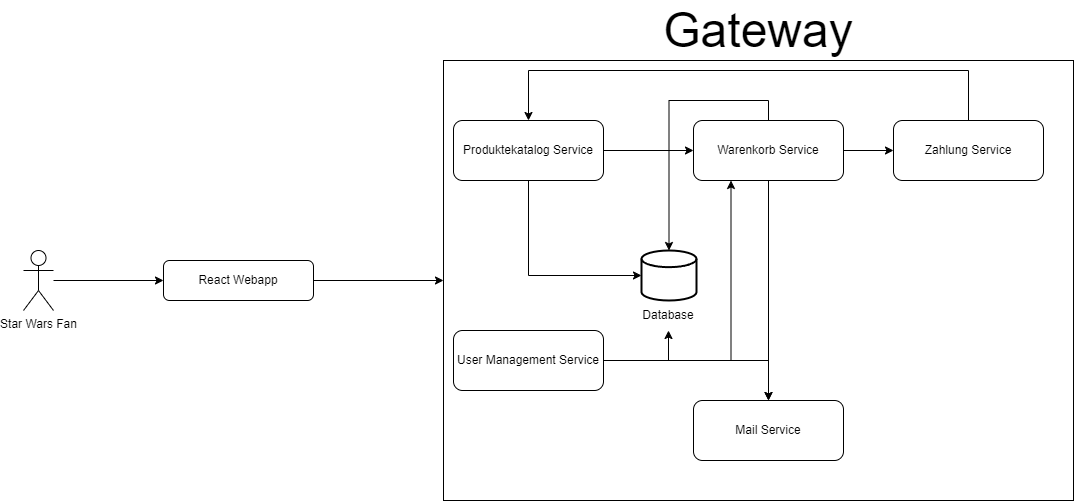 Gateway
Produktekatalog Service
Warenkorb Service
Zahlung Service
React Webapp
Star Wars Fan
Database
User Management Service
Mail Service